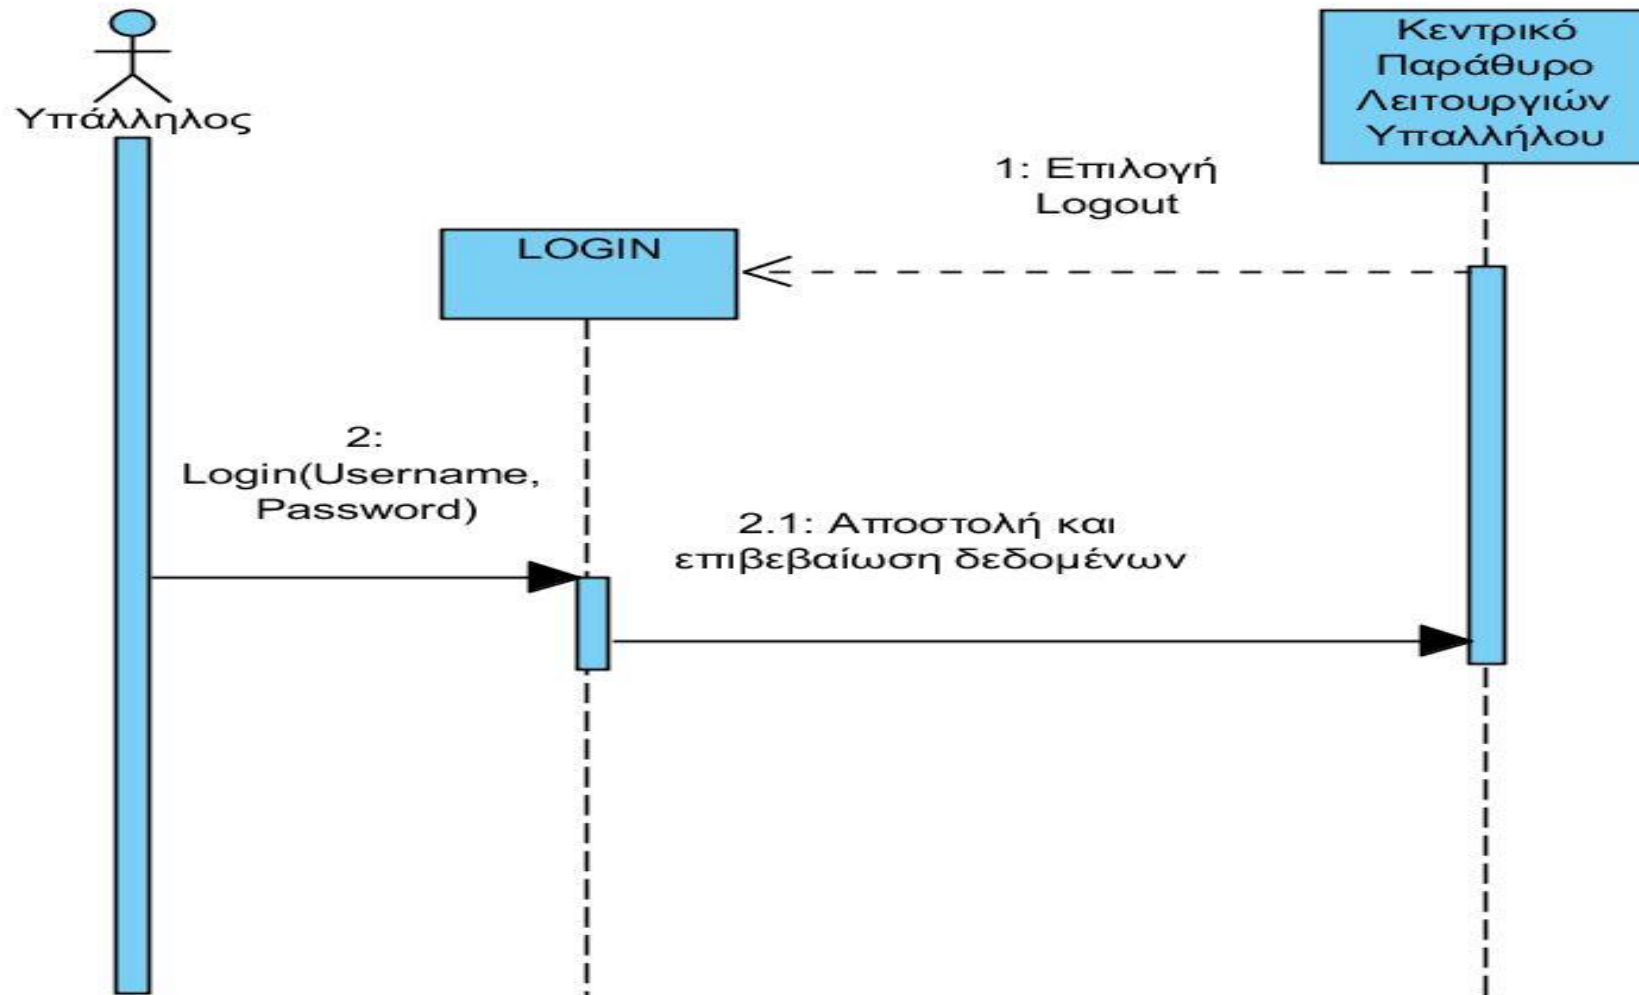 Υπάλληλος
Κεντρικό
Παράθυρο
Λειτουργιών
Υπαλλήλου
1: Επιλογή
Logout
LOGIN
2:
Login(Username,
Password)
2.1: Αποστολή και
επιβεβαίωση δεδομένων